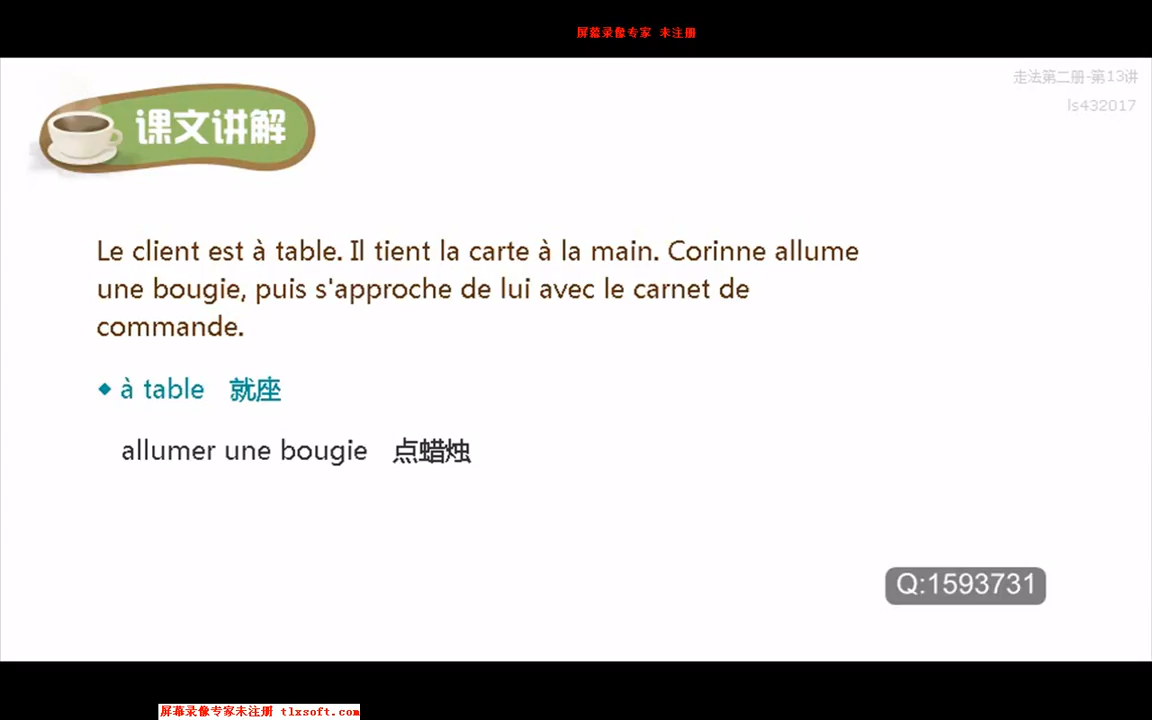 屏幕录像专家 未注册
走法第二册-第13讲
ls432017
课文讲解
Le client est à table. Il tient la carte à la main. Corinne allume
une bougie, puis s'approche de lui avec le carnet de
commande.
◆ à table 就座
allumer une bougie 点蜡烛
Q:1593731
屏幕录像专家未注册 tlxsoft.com